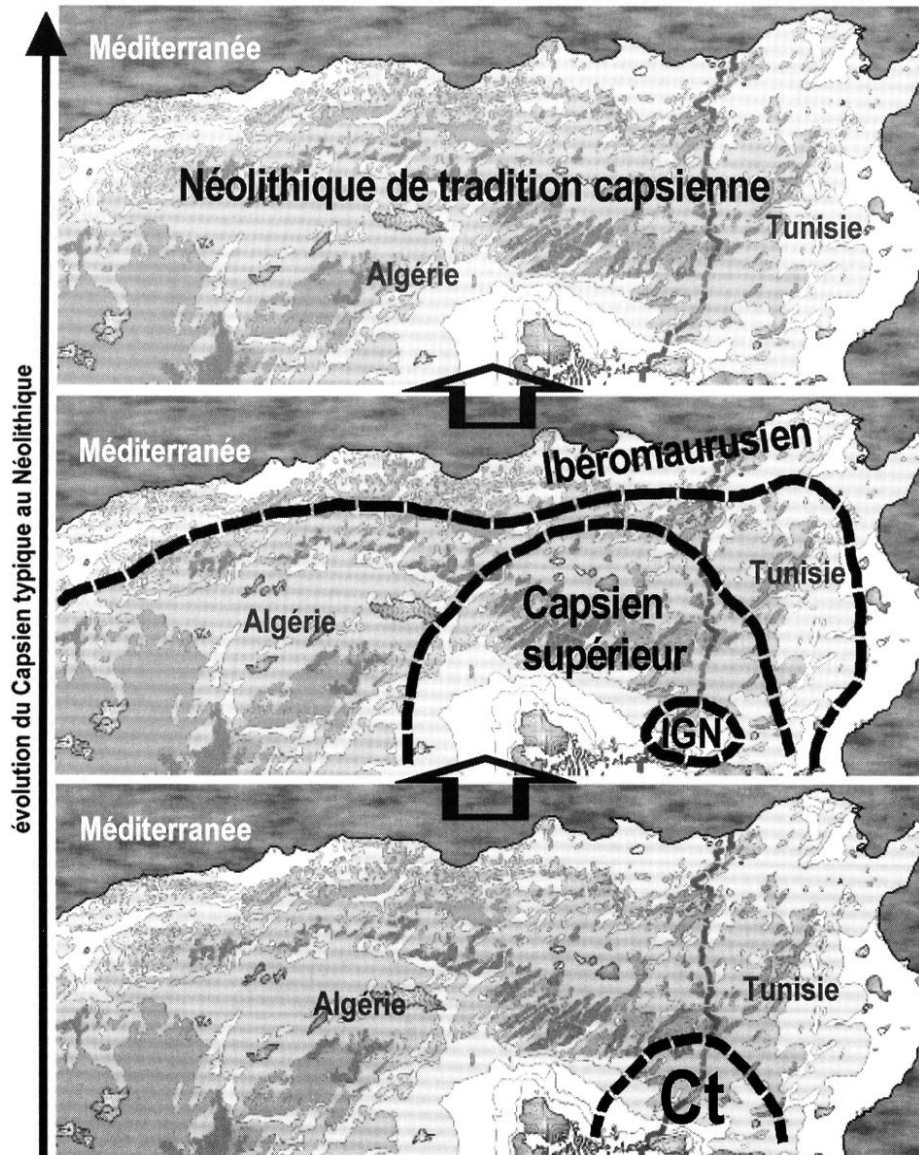 évolution du Capsien typique au Néolithique
Méditerranée
Néolithique de tradition capsienne
Tunisie
Algérie
Méditerranée
Ibéromaurusien
Tunisie
Capsien
supérieur
Algérie
IGN
Méditerranée
Algérie
Tunisie
Ct